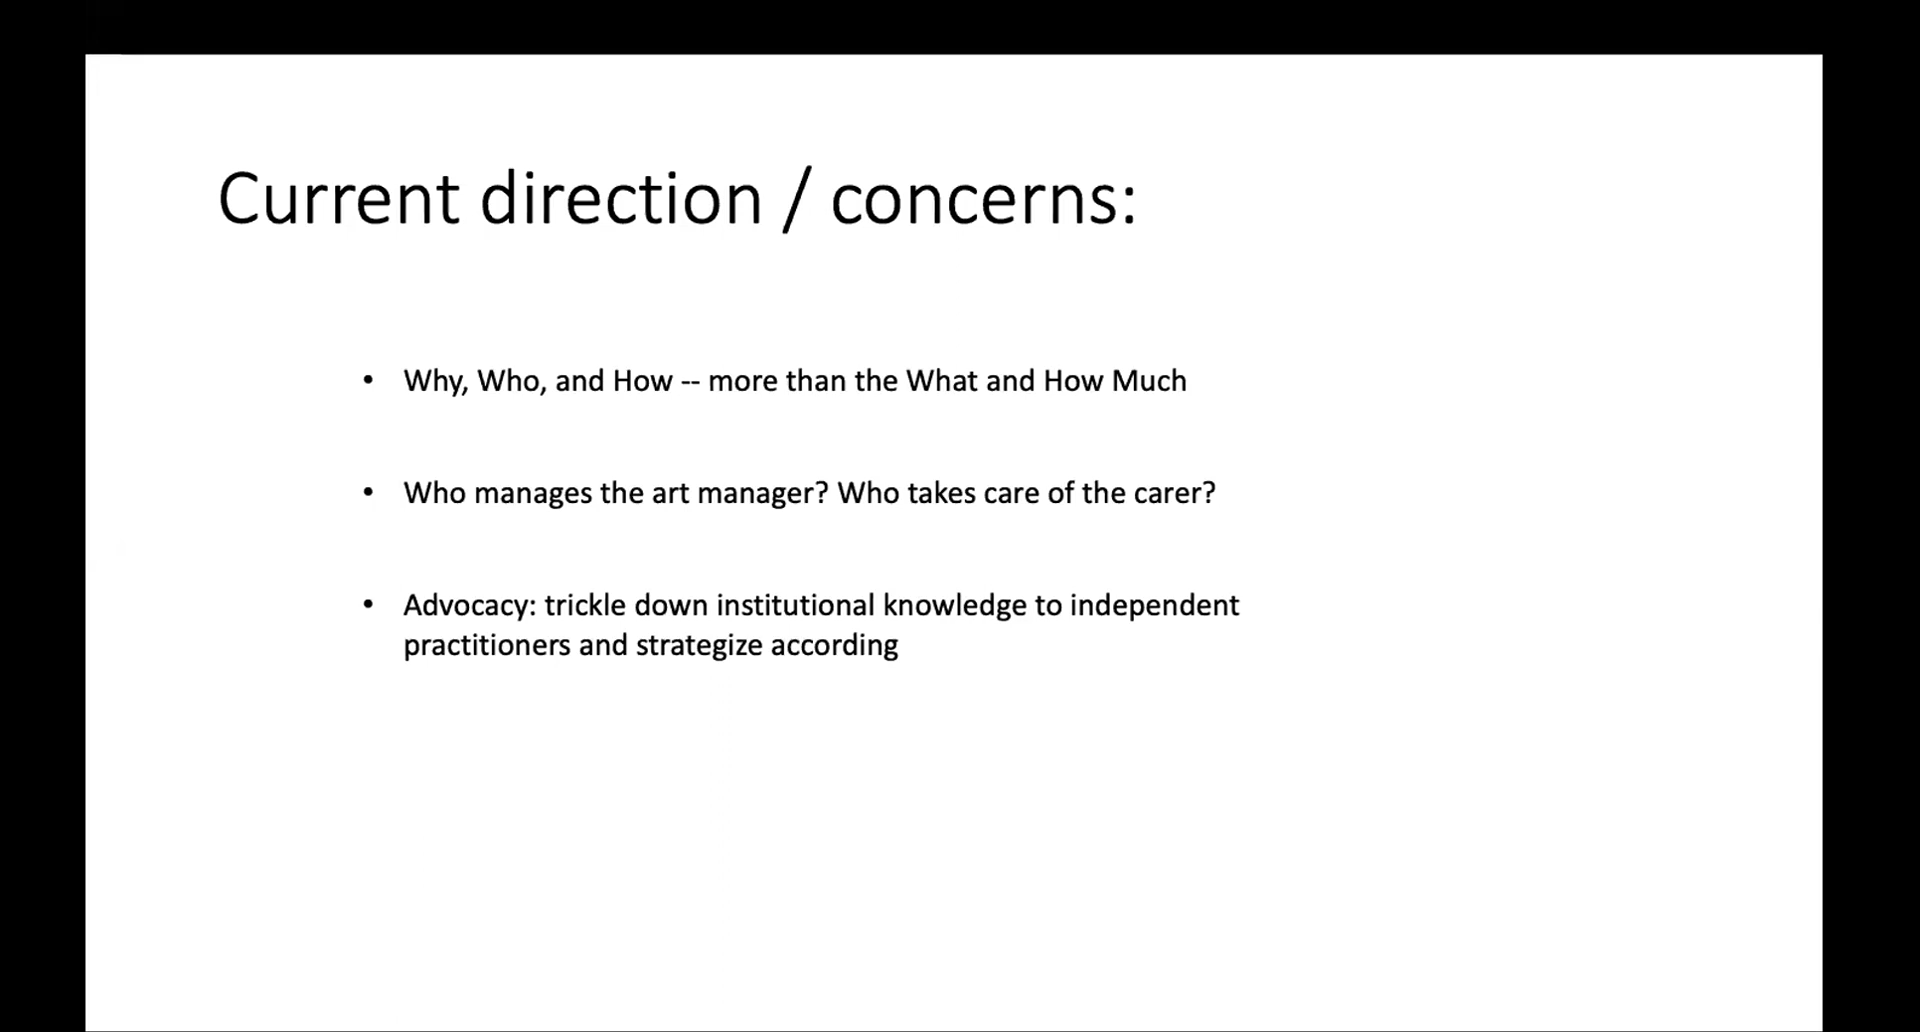 Current direction / concerns:
• Why, Who, and How -- more than the What and How Much
• Who manages the art manager? Who takes care of the carer?
• Advocacy: trickle down institutional knowledge to independent
practitioners and strategize according